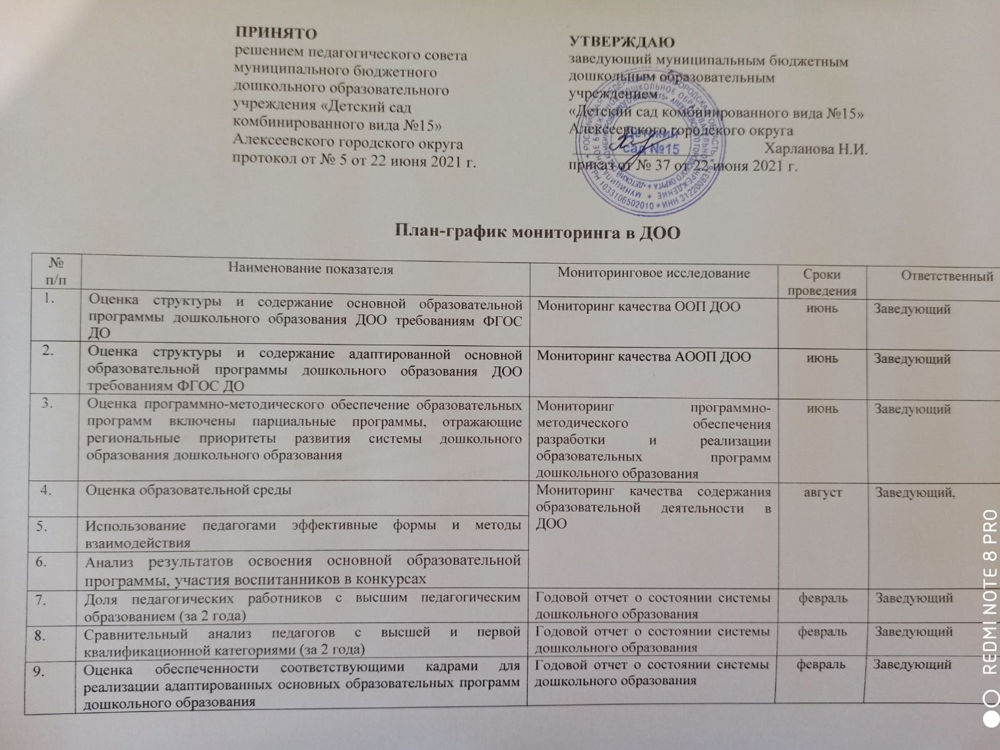 ПРИНЯТО
решением педагогического совета
муниципального бюджетного
дошкольного образовательного
учреждения «Детский сад
комбинированного вида №15»
Алексеевского городского округа
протокол от № 5 от 22 июня 2021 г.
УТВЕРЖДАЮ
заведующий муниципальным бюджетным
дошкольным образовательным
учреждением
«Детский сад комбинированного вида №15»
Алексеевского городского округа
Харланова Н.И.
приказ от № 37 от 22 июня 2021 г.
Детский
сад №15
План-график мониторинга в ДОО
№
п/п
Наименование показателя
Мониторинговое исследование
Сроки
проведения
Ответственный
1.
Оценка структуры и содержание основной образовательной
программы дошкольного образования ДОО требованиям ФГОС
ДО
Мониторинг качества ООП ДОО
июнь
Заведующий
2.
Оценка структуры и содержание адаптированной основной
образовательной программы дошкольного образования ДОО
требованиям ФГОС ДО
Мониторинг качества АООП ДОО
июнь
Заведующий
3.
Оценка программно-методического обеспечение образовательных
программ включены парциальные программы, отражающие
региональные приоритеты развития системы дошкольного
образования дошкольного образования
Мониторинг программно-
методического обеспечения
разработки и реализации
образовательных программ
дошкольного образования
июнь
Заведующий
4.
Оценка образовательной среды
Мониторинг качества содержания
образовательной деятельности в
ДОО
август
Заведующий,
5.
Использование педагогами эффективные формы и методы
взаимодействия
6.
Анализ результатов освоения основной образовательной
программы, участия воспитанников в конкурсах
7.
Доля педагогических работников с высшим педагогическим
образованием (за 2 года)
Годовой отчет о состоянии системы
дошкольного образования
февраль
Заведующий
8.
Сравнительный анализ педагогов с высшей и первой
квалификационной категориями (за 2 года)
Годовой отчет о состоянии системы
дошкольного образования
февраль
Заведующий
9.
Оценка обеспеченности соответствующими кадрами для
реализации адаптированных основных образовательных программ
дошкольного образования
Годовой отчет о состоянии системы
дошкольного образования
февраль
Заведующий
REDMI NOTE 8 PRO